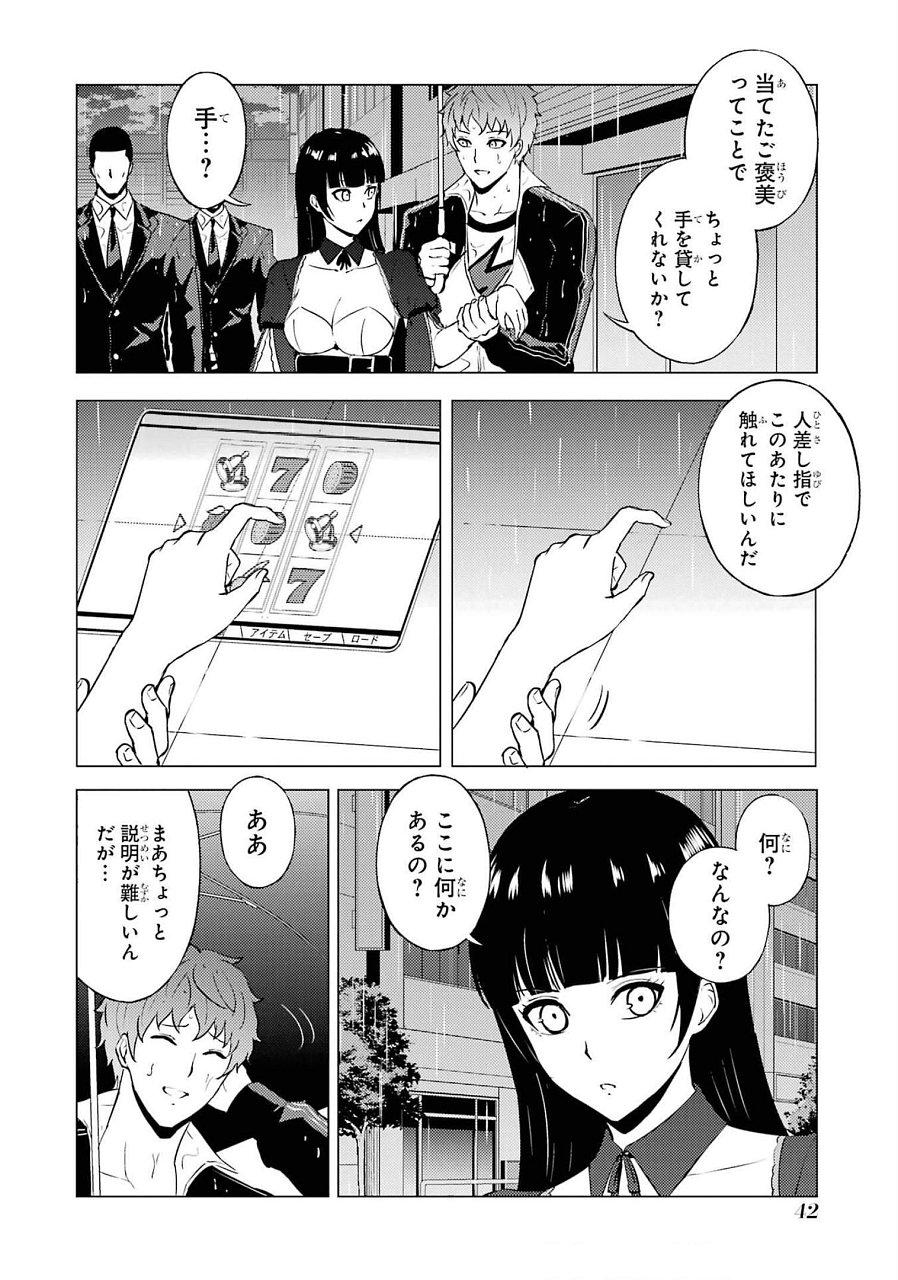 当てたご褒美
ってことで
ちょっと
手を貸して
くれないか?
手…?
人差し指で
このあたりに
触れてほしいんだ
アイテム セーブ ロード
何?
なんなの?
ここに何か
あるの?
ああ
まあちょっと
説明が難しいん
だが…
42